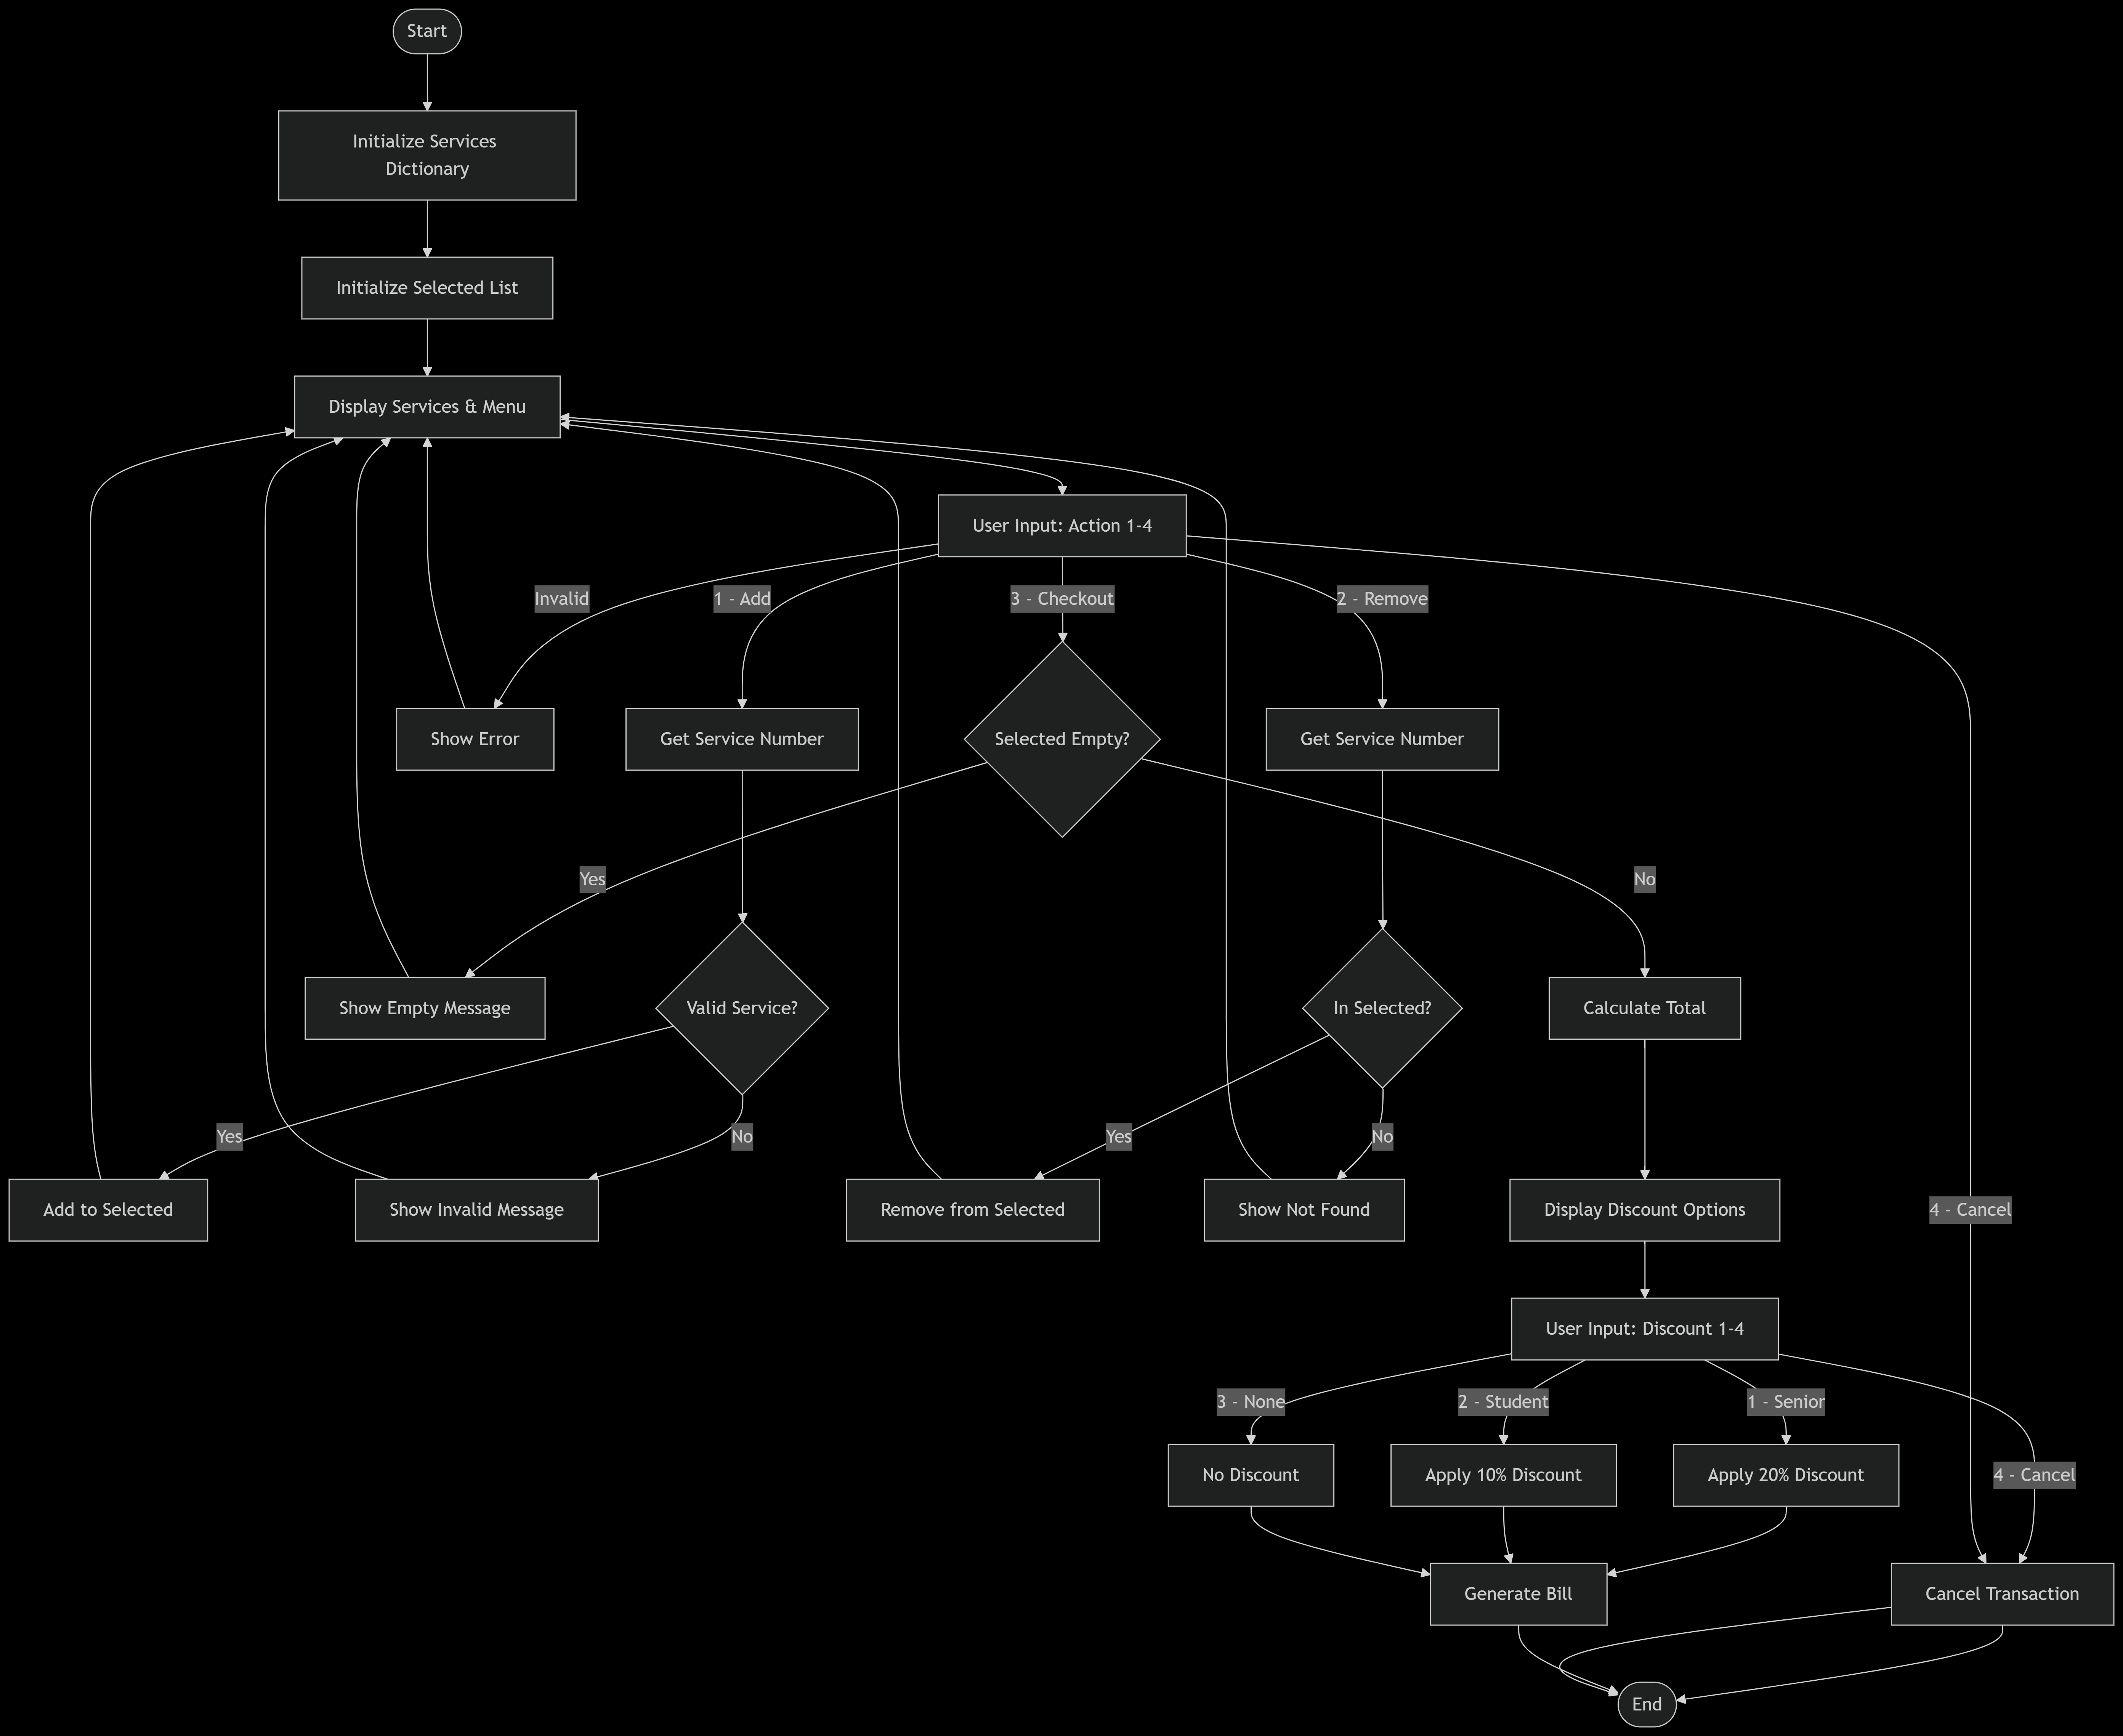 Start
Initialize Services
Dictionary
Initialize Selected List
Display Services & Menu
User Input: Action 1-4
Invalid
1 - Add
3 - Checkout
2 - Remove
Show Error
Get Service Number
Selected Empty?
Get Service Number
Yes
No
Show Empty Message
Valid Service?
In Selected?
Calculate Total
Yes
No
Yes
No
Add to Selected
Show Invalid Message
Remove from Selected
Show Not Found
Display Discount Options
4 - Cancel
User Input: Discount 1-4
3 - None
2 - Student
1 - Senior
No Discount
Apply 10% Discount
Apply 20% Discount
4 - Cancel
Generate Bill
Cancel Transaction
End